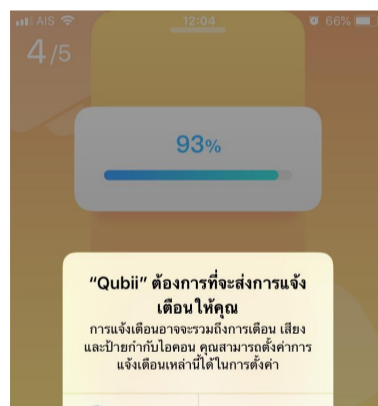 AIS 12:04 66%
4/5
93%
“Qubii” ต้องการที่จะส่งการแจ้ง
เตือนให้คุณ
การแจ้งเตือนอาจจะรวมถึงการเตือน เสียง
และป้ายกำกับไอคอน คุณสามารถตั้งค่าการ
แจ้งเตือนเหล่านี้ได้ในการตั้งค่า